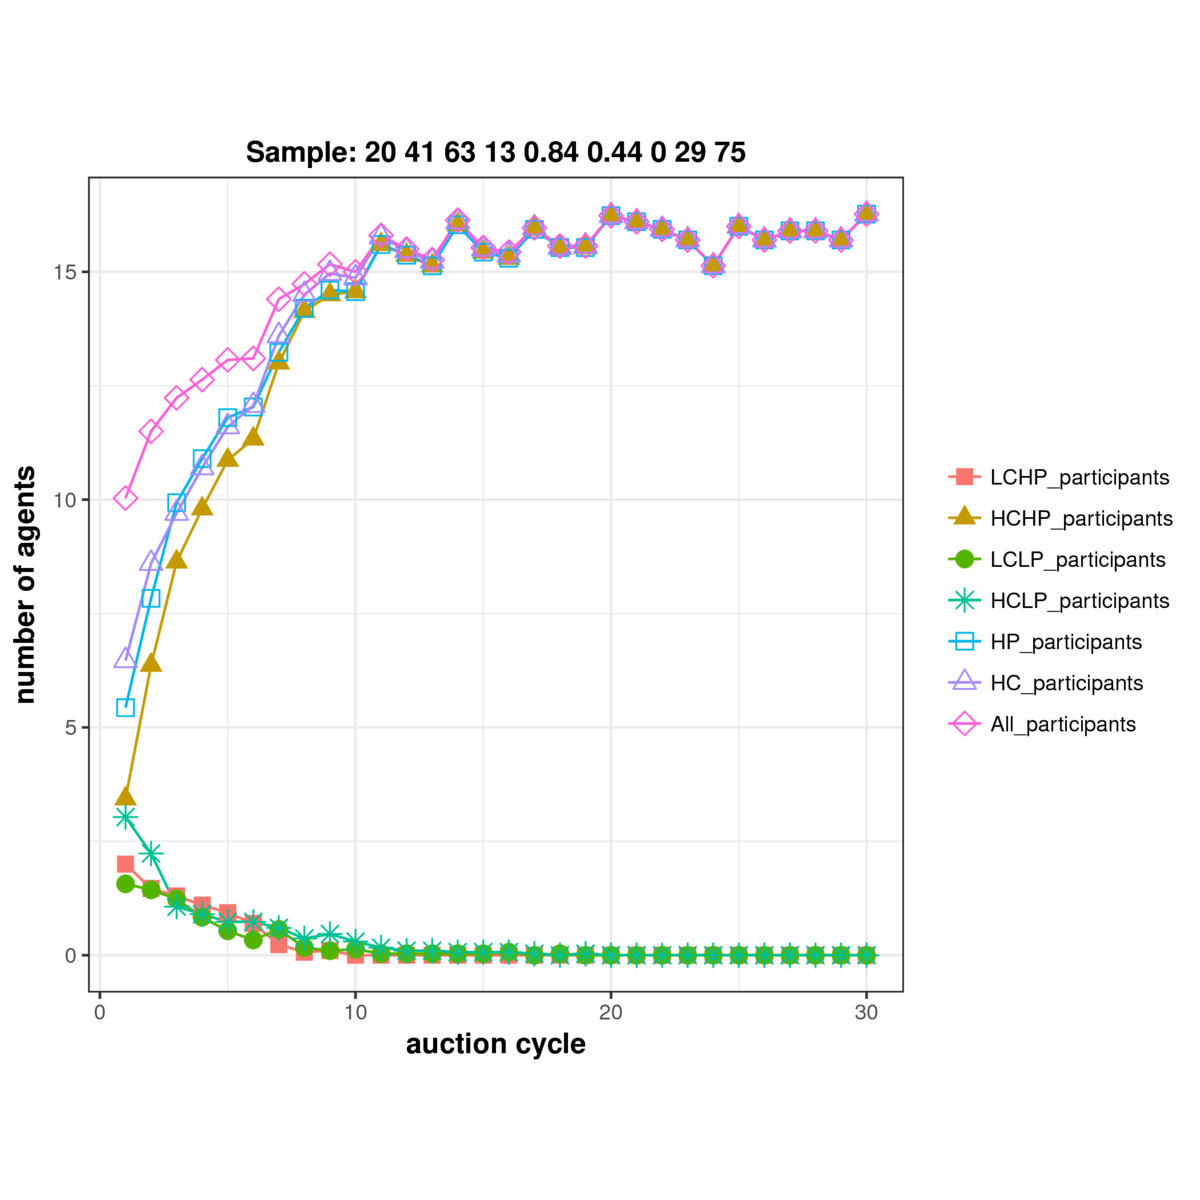 Sample: 20 41 63 13 0.84 0.44 0 29 75
number of agents
15
10
5
0
0 10 20 30
auction cycle
LCHP_participants
HCHP_participants
LCLP_participants
HCLP_participants
HP_participants
HC_participants
All_participants